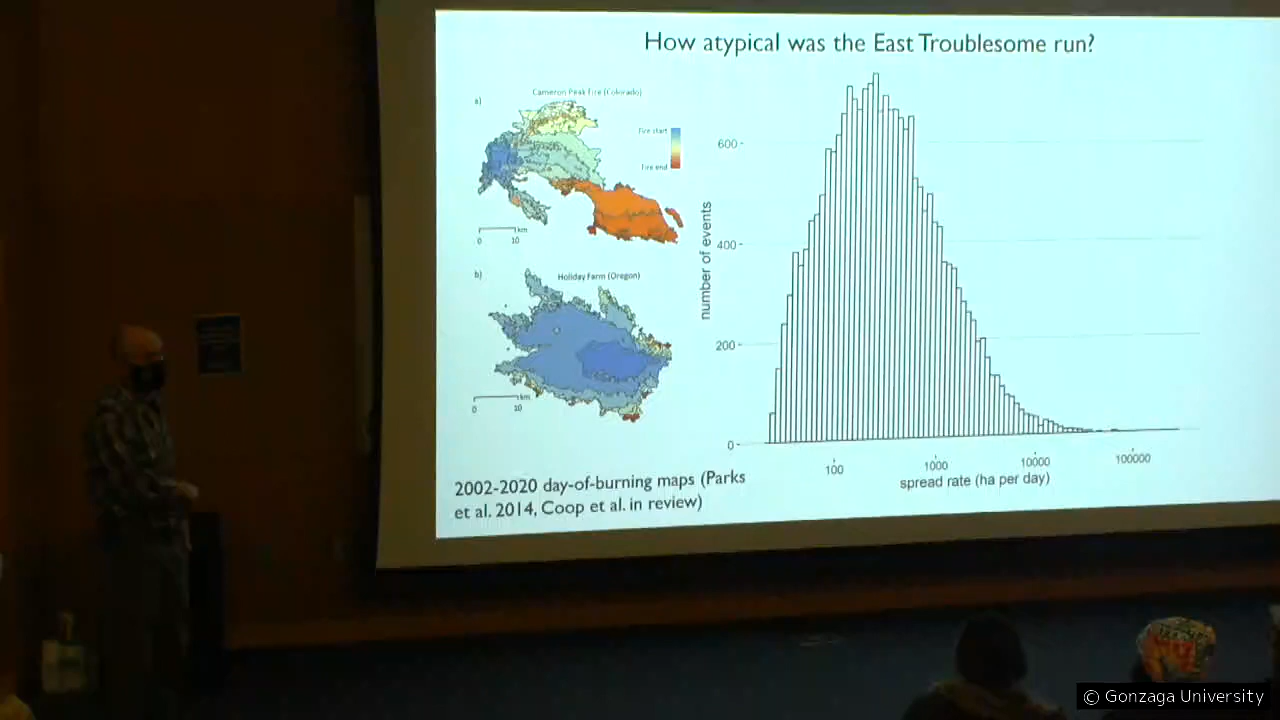 How atypical was the East Troublesome run?
a)
Cameron Peak Fire (Colorado)
Fire start
Fire end
km
0 10
b)
Holiday Farm (Oregon)
km
0 10
number of events
600
400
200
0
100 1000 10000 100000
spread rate (ha per day)
2002-2020 day-of-burning maps (Parks
et al. 2014, Coop et al. in review)
© Gonzaga University